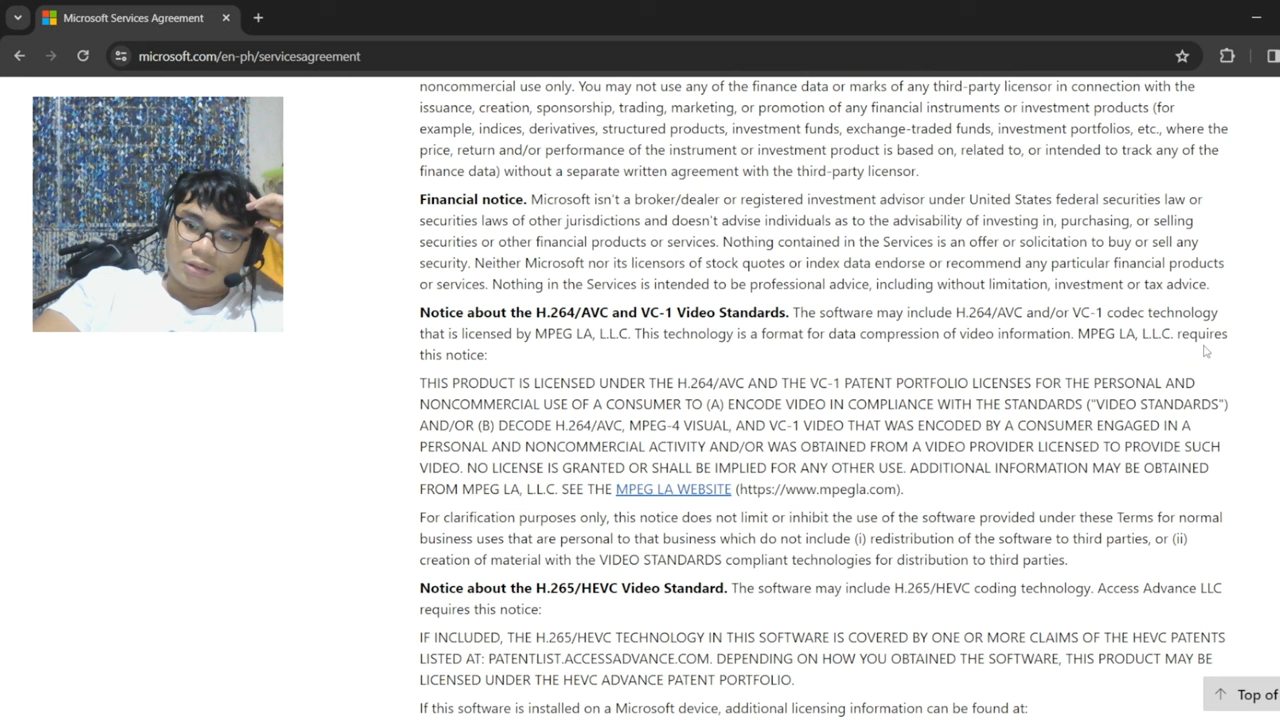 Microsoft Services Agreement
microsoft.com/en-ph/servicesagreement
noncommercial use only. You may not use any of the finance data or marks of any third-party licensor in connection with the
issuance, creation, sponsorship, trading, marketing, or promotion of any financial instruments or investment products (for
example, indices, derivatives, structured products, investment funds, exchange-traded funds, investment portfolios, etc., where the
price, return and/or performance of the instrument or investment product is based on, related to, or intended to track any of the
finance data) without a separate written agreement with the third-party licensor.
Financial notice. Microsoft isn't a broker/dealer or registered investment advisor under United States federal securities law or
securities laws of other jurisdictions and doesn't advise individuals as to the advisability of investing in, purchasing, or selling
securities or other financial products or services. Nothing contained in the Services is an offer or solicitation to buy or sell any
security. Neither Microsoft nor its licensors of stock quotes or index data endorse or recommend any particular financial products
or services. Nothing in the Services is intended to be professional advice, including without limitation, investment or tax advice.
Notice about the H.264/AVC and VC-1 Video Standards. The software may include H.264/AVC and/or VC-1 codec technology
that is licensed by MPEG LA, L.L.C. This technology is a format for data compression of video information. MPEG LA, L.L.C. requires
this notice:
THIS PRODUCT IS LICENSED UNDER THE H.264/AVC AND THE VC-1 PATENT PORTFOLIO LICENSES FOR THE PERSONAL AND
NONCOMMERCIAL USE OF A CONSUMER TO (A) ENCODE VIDEO IN COMPLIANCE WITH THE STANDARDS ("VIDEO STANDARDS")
AND/OR (B) DECODE H.264/AVC, MPEG-4 VISUAL, AND VC-1 VIDEO THAT WAS ENCODED BY A CONSUMER ENGAGED IN A
PERSONAL AND NONCOMMERCIAL ACTIVITY AND/OR WAS OBTAINED FROM A VIDEO PROVIDER LICENSED TO PROVIDE SUCH
VIDEO. NO LICENSE IS GRANTED OR SHALL BE IMPLIED FOR ANY OTHER USE. ADDITIONAL INFORMATION MAY BE OBTAINED
FROM MPEG LA, L.L.C. SEE THE MPEG LA WEBSITE (https://www.mpegla.com).
For clarification purposes only, this notice does not limit or inhibit the use of the software provided under these Terms for normal
business uses that are personal to that business which do not include (i) redistribution of the software to third parties, or (ii)
creation of material with the VIDEO STANDARDS compliant technologies for distribution to third parties.
Notice about the H.265/HEVC Video Standard. The software may include H.265/HEVC coding technology. Access Advance LLC
requires this notice:
IF INCLUDED, THE H.265/HEVC TECHNOLOGY IN THIS SOFTWARE IS COVERED BY ONE OR MORE CLAIMS OF THE HEVC PATENTS
LISTED AT: PATENTLIST.ACCESSADVANCE.COM. DEPENDING ON HOW YOU OBTAINED THE SOFTWARE, THIS PRODUCT MAY BE
LICENSED UNDER THE HEVC ADVANCE PATENT PORTFOLIO.
Top of
If this software is installed on a Microsoft device, additional licensing information can be found at: